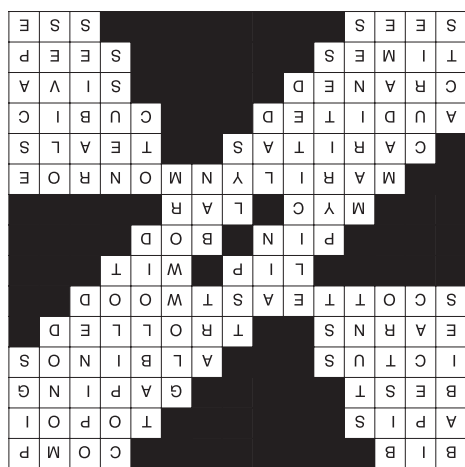 BIB COMP
APIS TOPOI
BEST GAPING
ICTUS ALBINOS
EARNS TROLLED
SCOTTEASTWOOD
LIP WIT
PIN BOD
MYC LAR
MARILYNMONROE
CARITAS TEALS
AUDITED CUBIC
CRANED SIVA
TIMES SEEP
SEES SSE